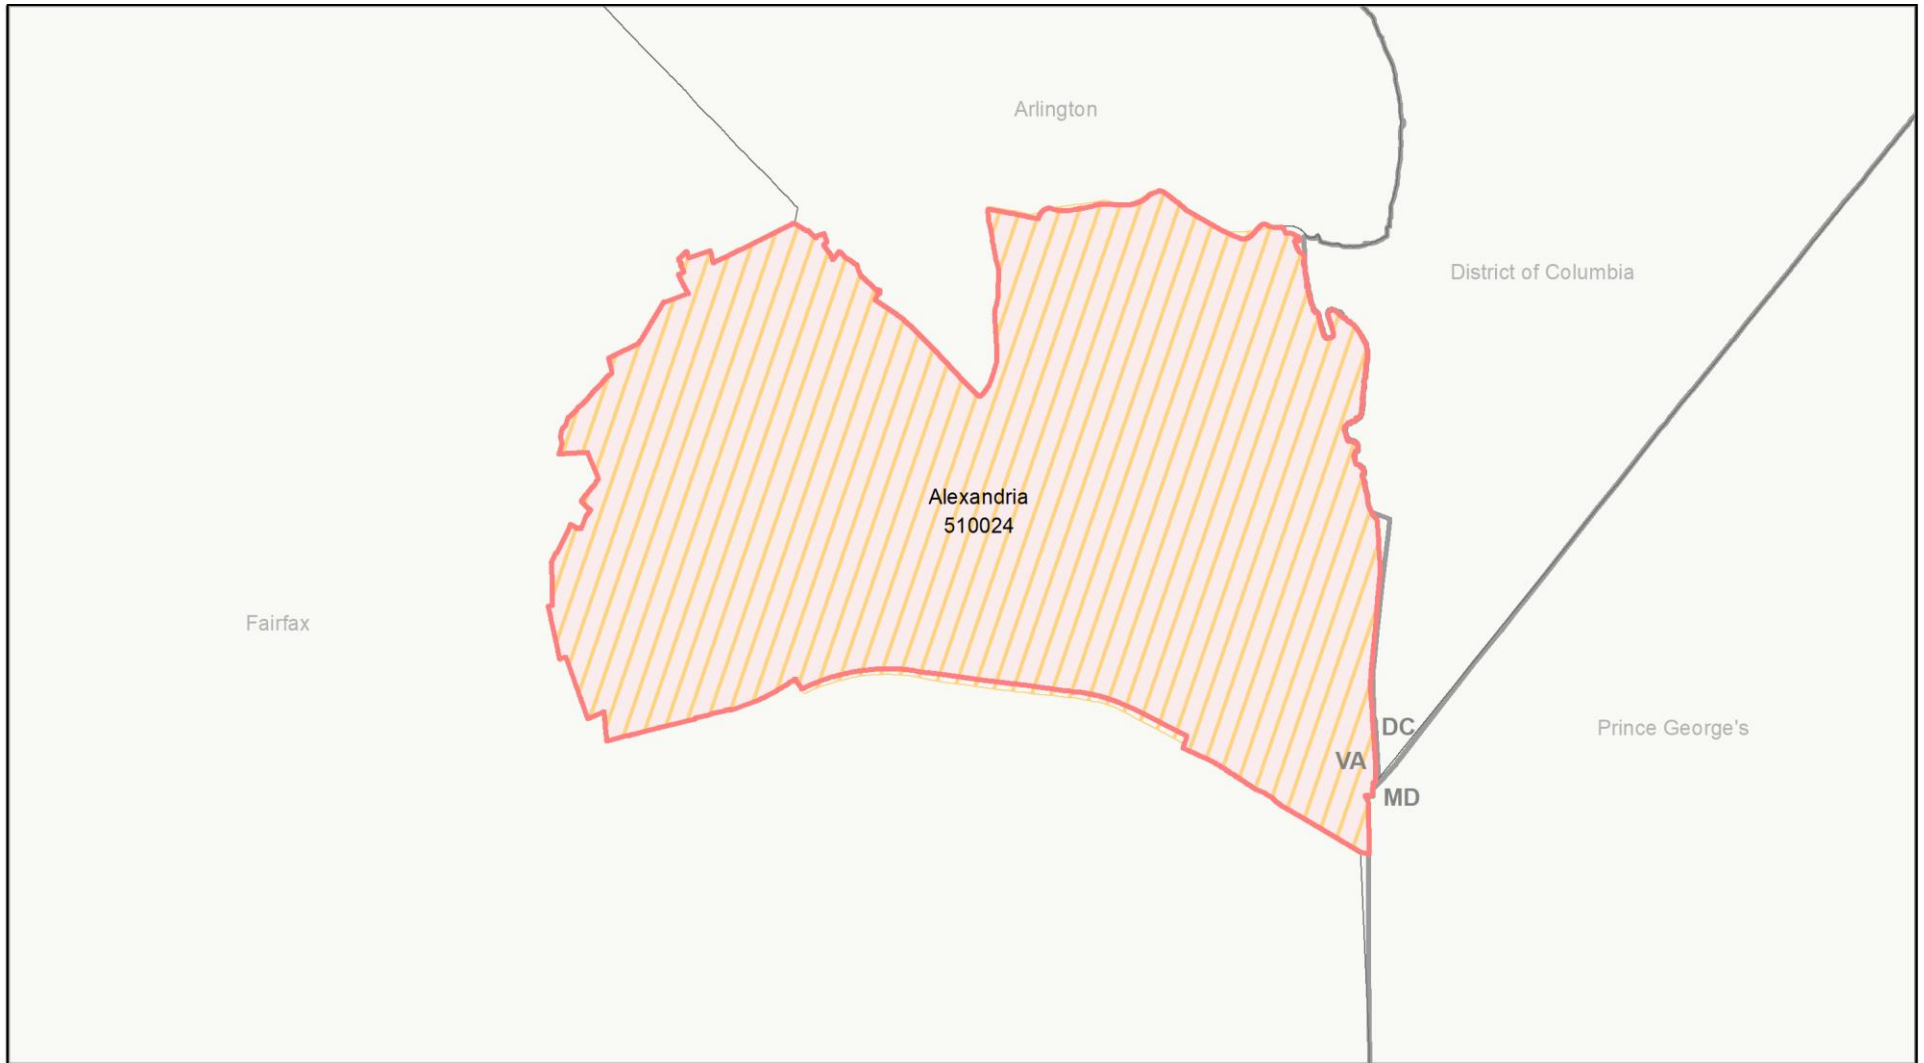 Arlington
District of Columbia
Alexandria
510024
Fairfax
DC
Prince George's
VA
MD